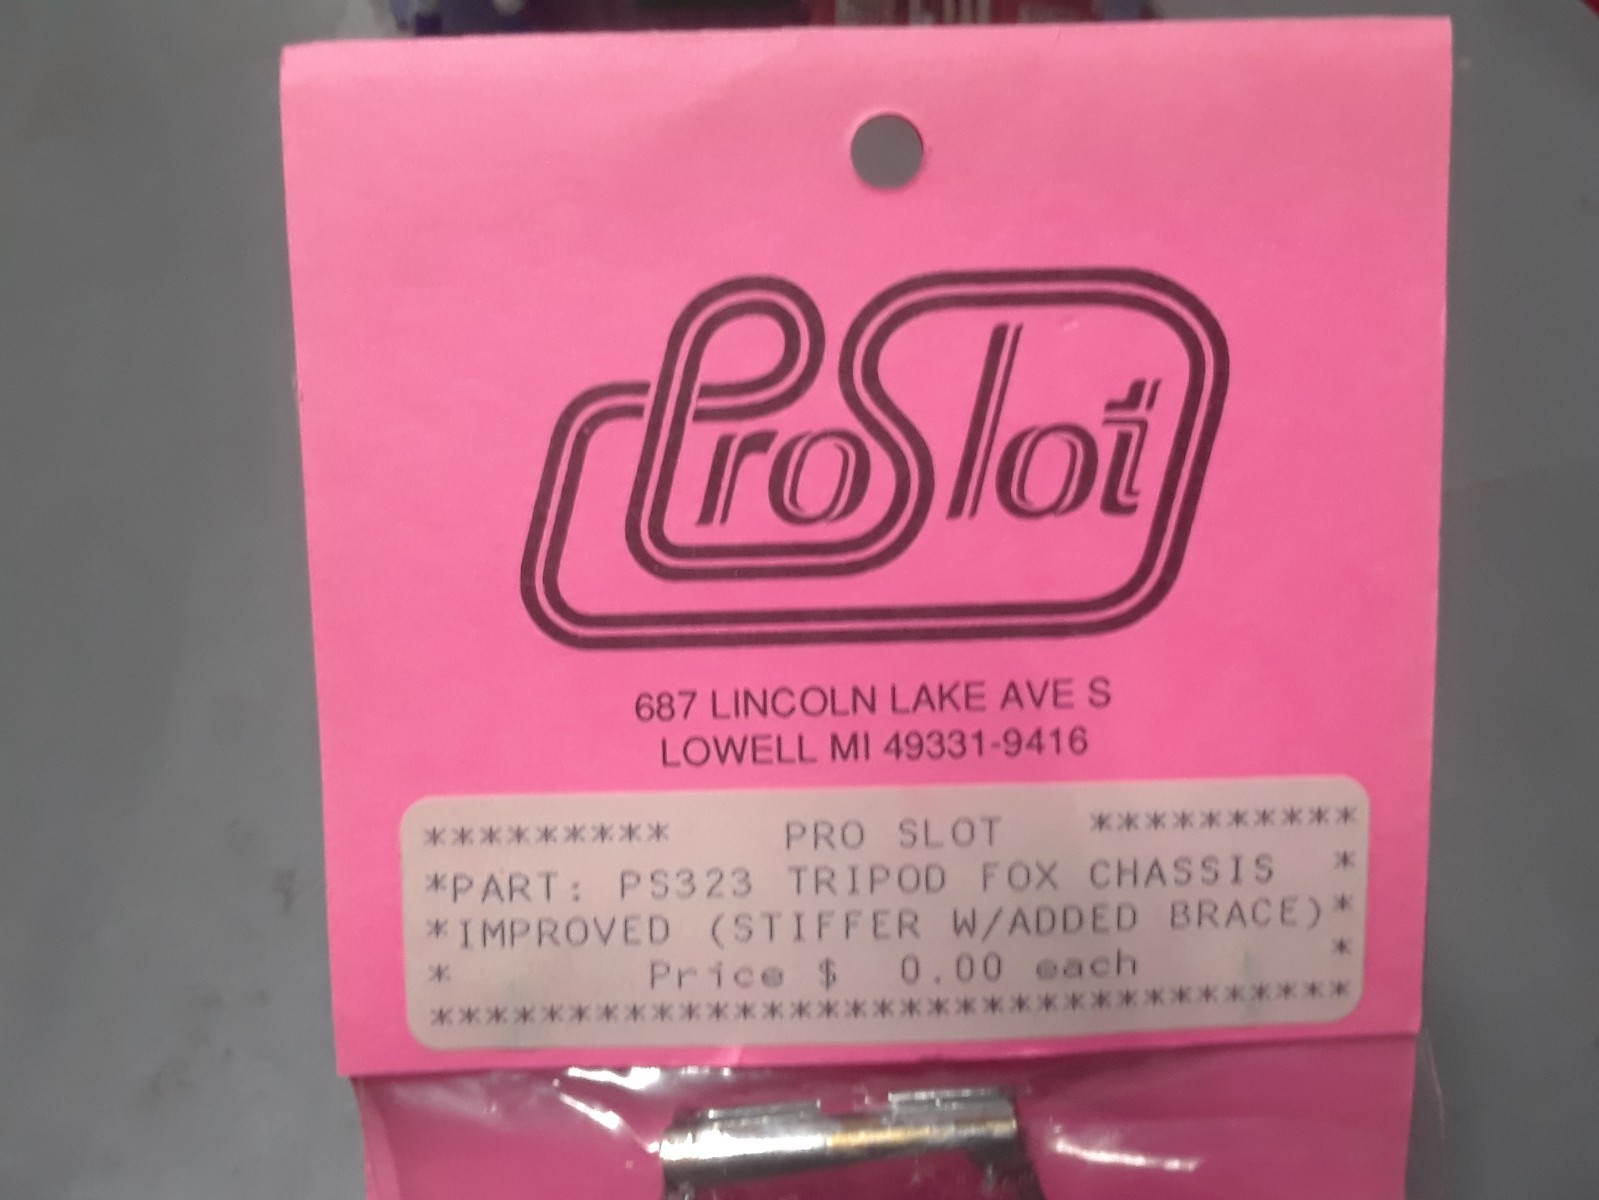 ProSlot
687 LINCOLN LAKE AVE S
LOWELL MI 49331-9416
********* PRO SLOT **********
*PART: PS323 TRIPOD FOX CHASSIS *
*IMPROVED (STIFFER W/ADDED BRACE)*
* Price $ 0.00 each *
**********************************